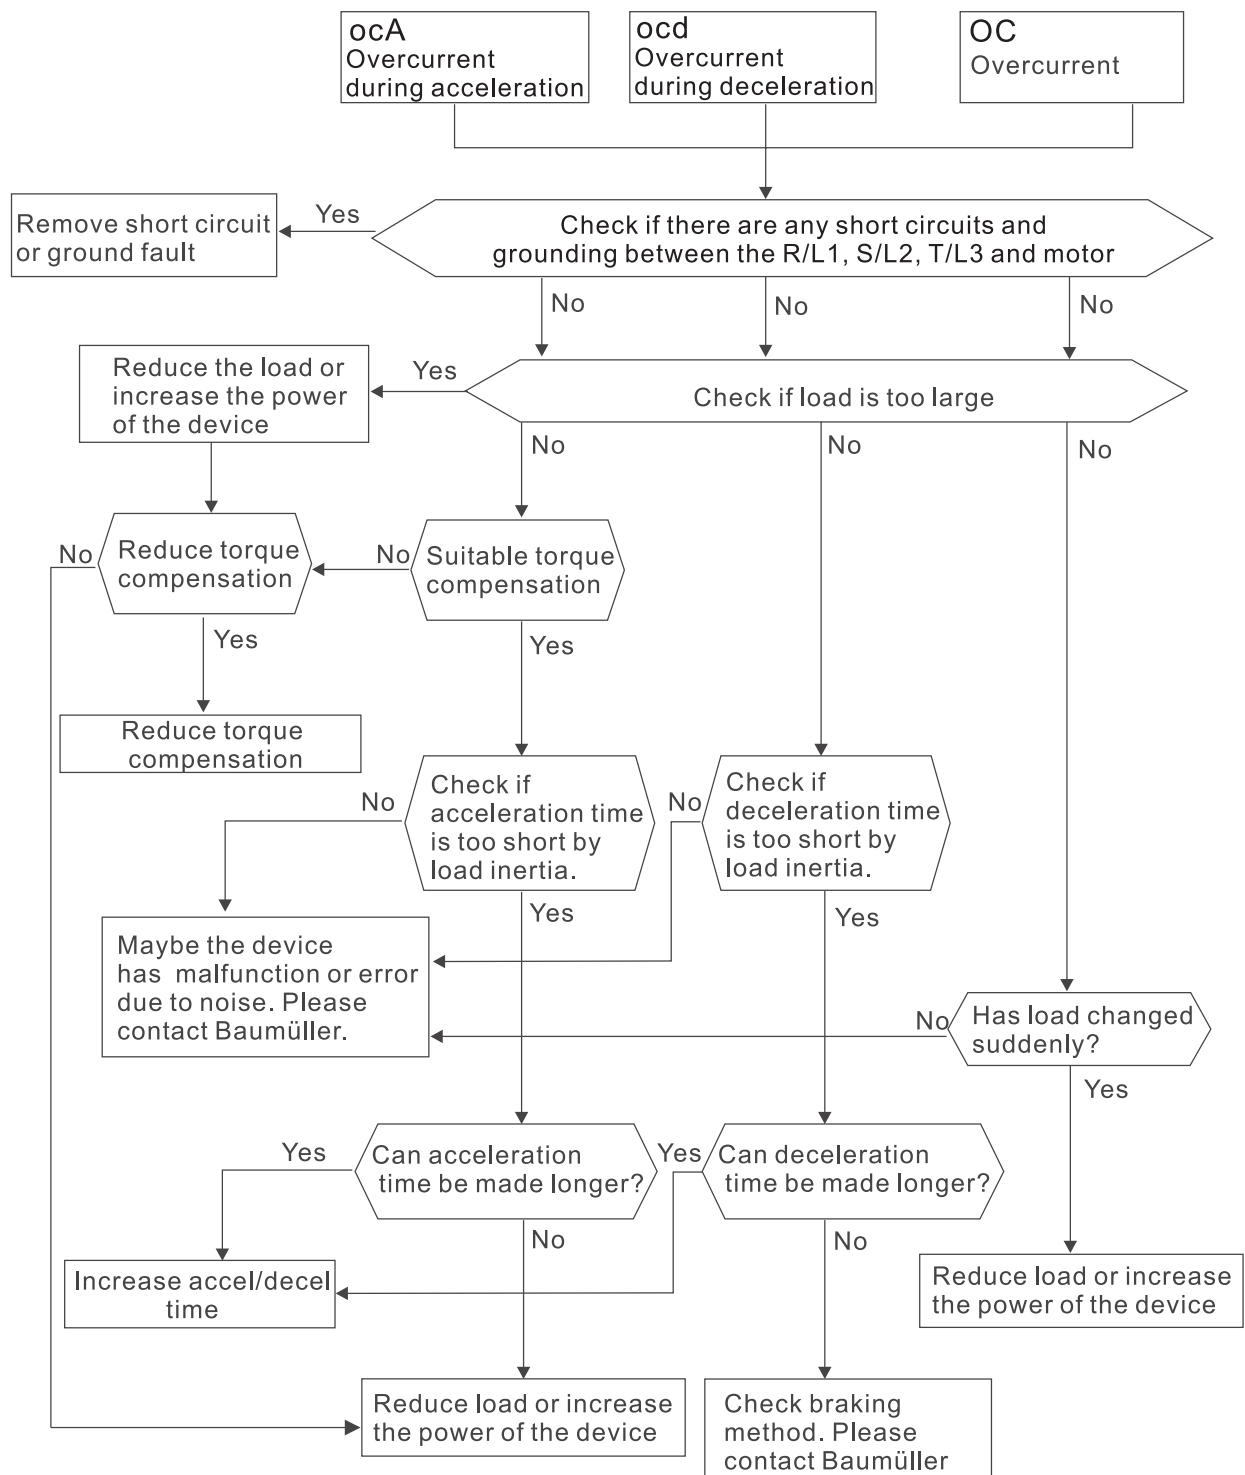 ocA
Overcurrent
during acceleration
ocd
Overcurrent
during deceleration
OC
Overcurrent
Remove short circuit
or ground fault
Yes
Check if there are any short circuits and
grounding between the R/L1, S/L2, T/L3 and motor
No
No
No
Reduce the load or
increase the power
of the device
Yes
Check if load is too large
No
No
No
No
Reduce torque
compensation
No
Suitable torque
compensation
Yes
Yes
Reduce torque
compensation
No
Check if
acceleration time
is too short by
load inertia.
No
Check if
deceleration time
is too short by
load inertia.
Yes
Yes
Maybe the device
has malfunction or error
due to noise. Please
contact Baumüller.
No
Has load changed
suddenly?
Yes
Yes
Can acceleration
time be made longer?
Yes
Can deceleration
time be made longer?
No
No
Increase accel/decel
time
Reduce load or increase
the power of the device
Reduce load or increase
the power of the device
Check braking
method. Please
contact Baumüller